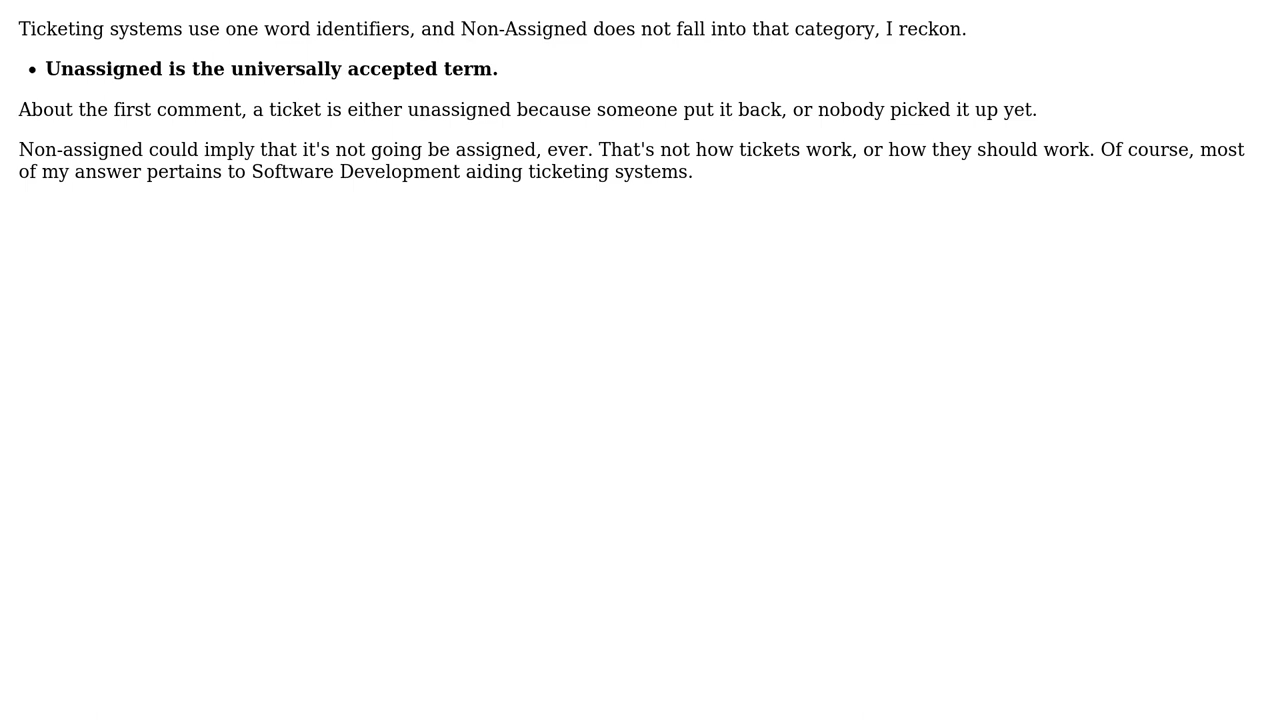 Ticketing systems use one word identifiers, and Non-Assigned does not fall into that category, I reckon.
• Unassigned is the universally accepted term.
About the first comment, a ticket is either unassigned because someone put it back, or nobody picked it up yet.
Non-assigned could imply that it's not going be assigned, ever. That's not how tickets work, or how they should work. Of course, most
of my answer pertains to Software Development aiding ticketing systems.